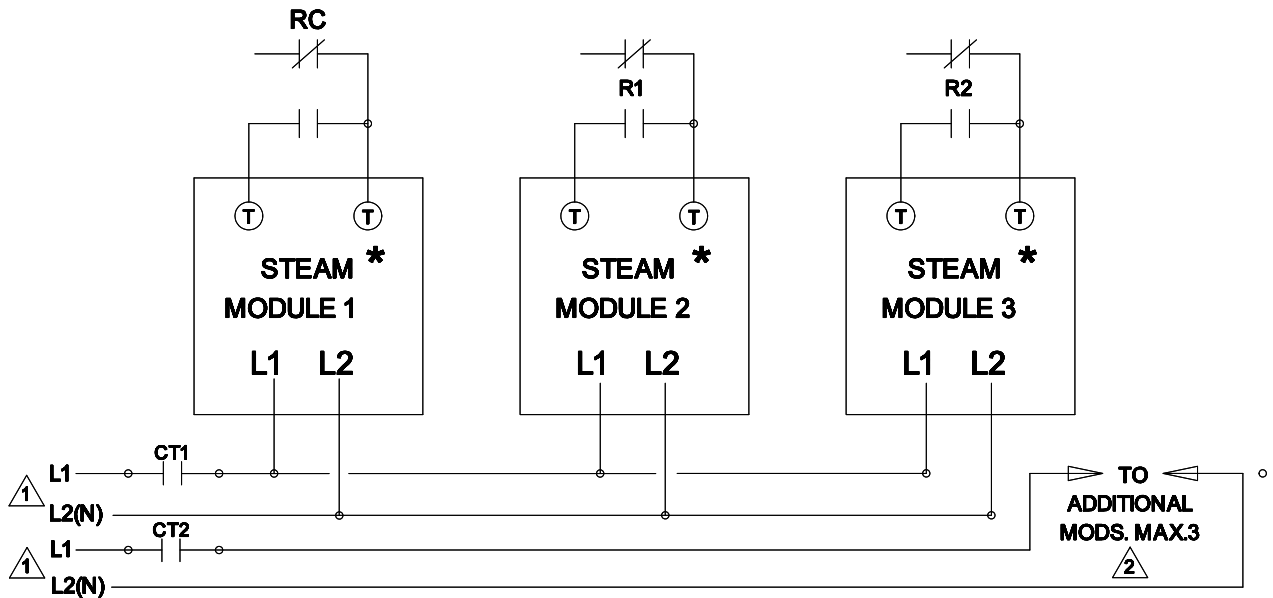 RC
R1
R2
T
T
T
T
T
T
STEAM *
MODULE 1
STEAM *
MODULE 2
STEAM *
MODULE 3
L1 L2
L1 L2
L1 L2
CT1
L1
1
L2(N)
CT2
L1
1
L2(N)
TO
ADDITIONAL
MODS. MAX.3
2